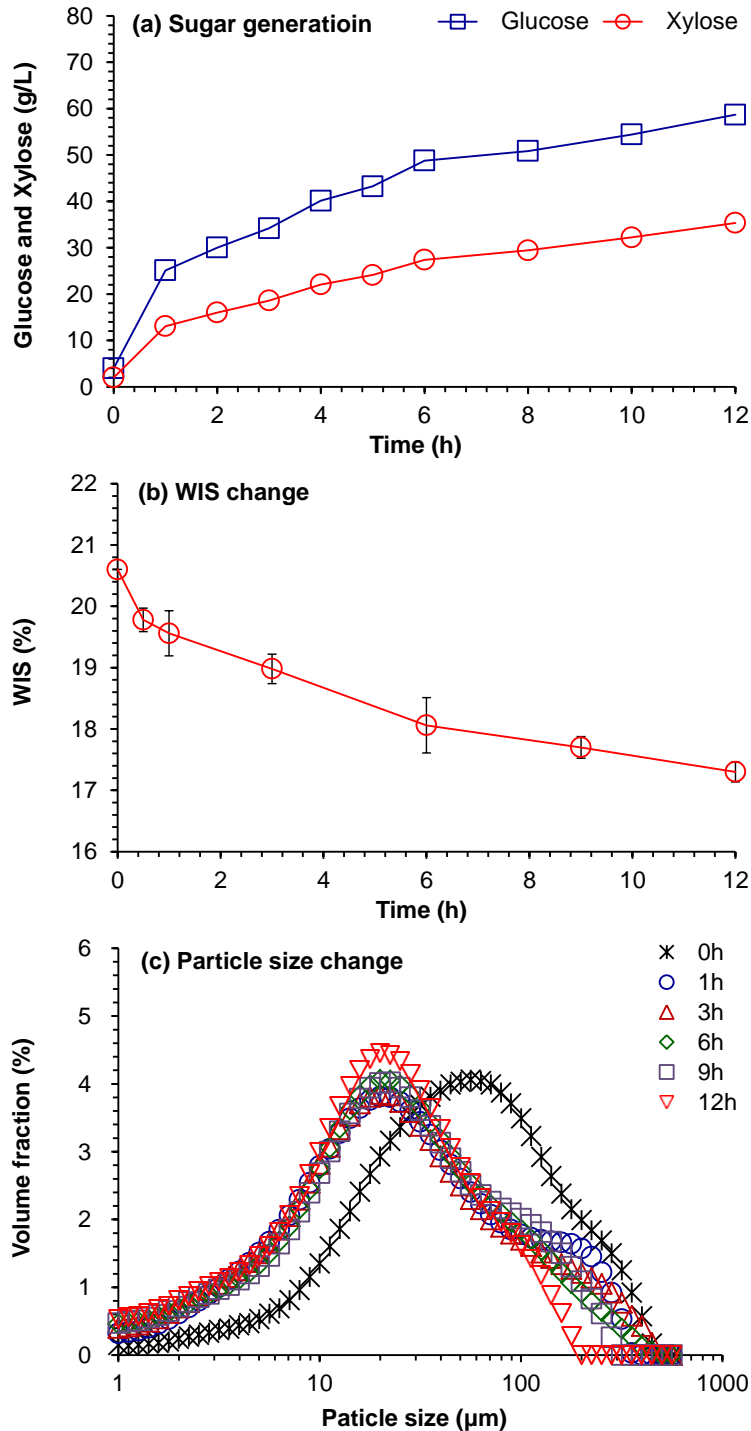 (a) Sugar generatioin
Glucose
Xylose
Glucose and Xylose (g/L)
80
70
60
50
40
30
20
10
0
0 2 4 6 8 10 12
Time (h)
(b) WIS change
WIS (%)
22
21
20
19
18
17
16
0 2 4 6 8 10 12
Time (h)
(c) Particle size change
0h
1h
3h
6h
9h
12h
Volume fraction (%)
6
5
4
3
2
1
0
1 10 100 1000
Paticle size (µm)